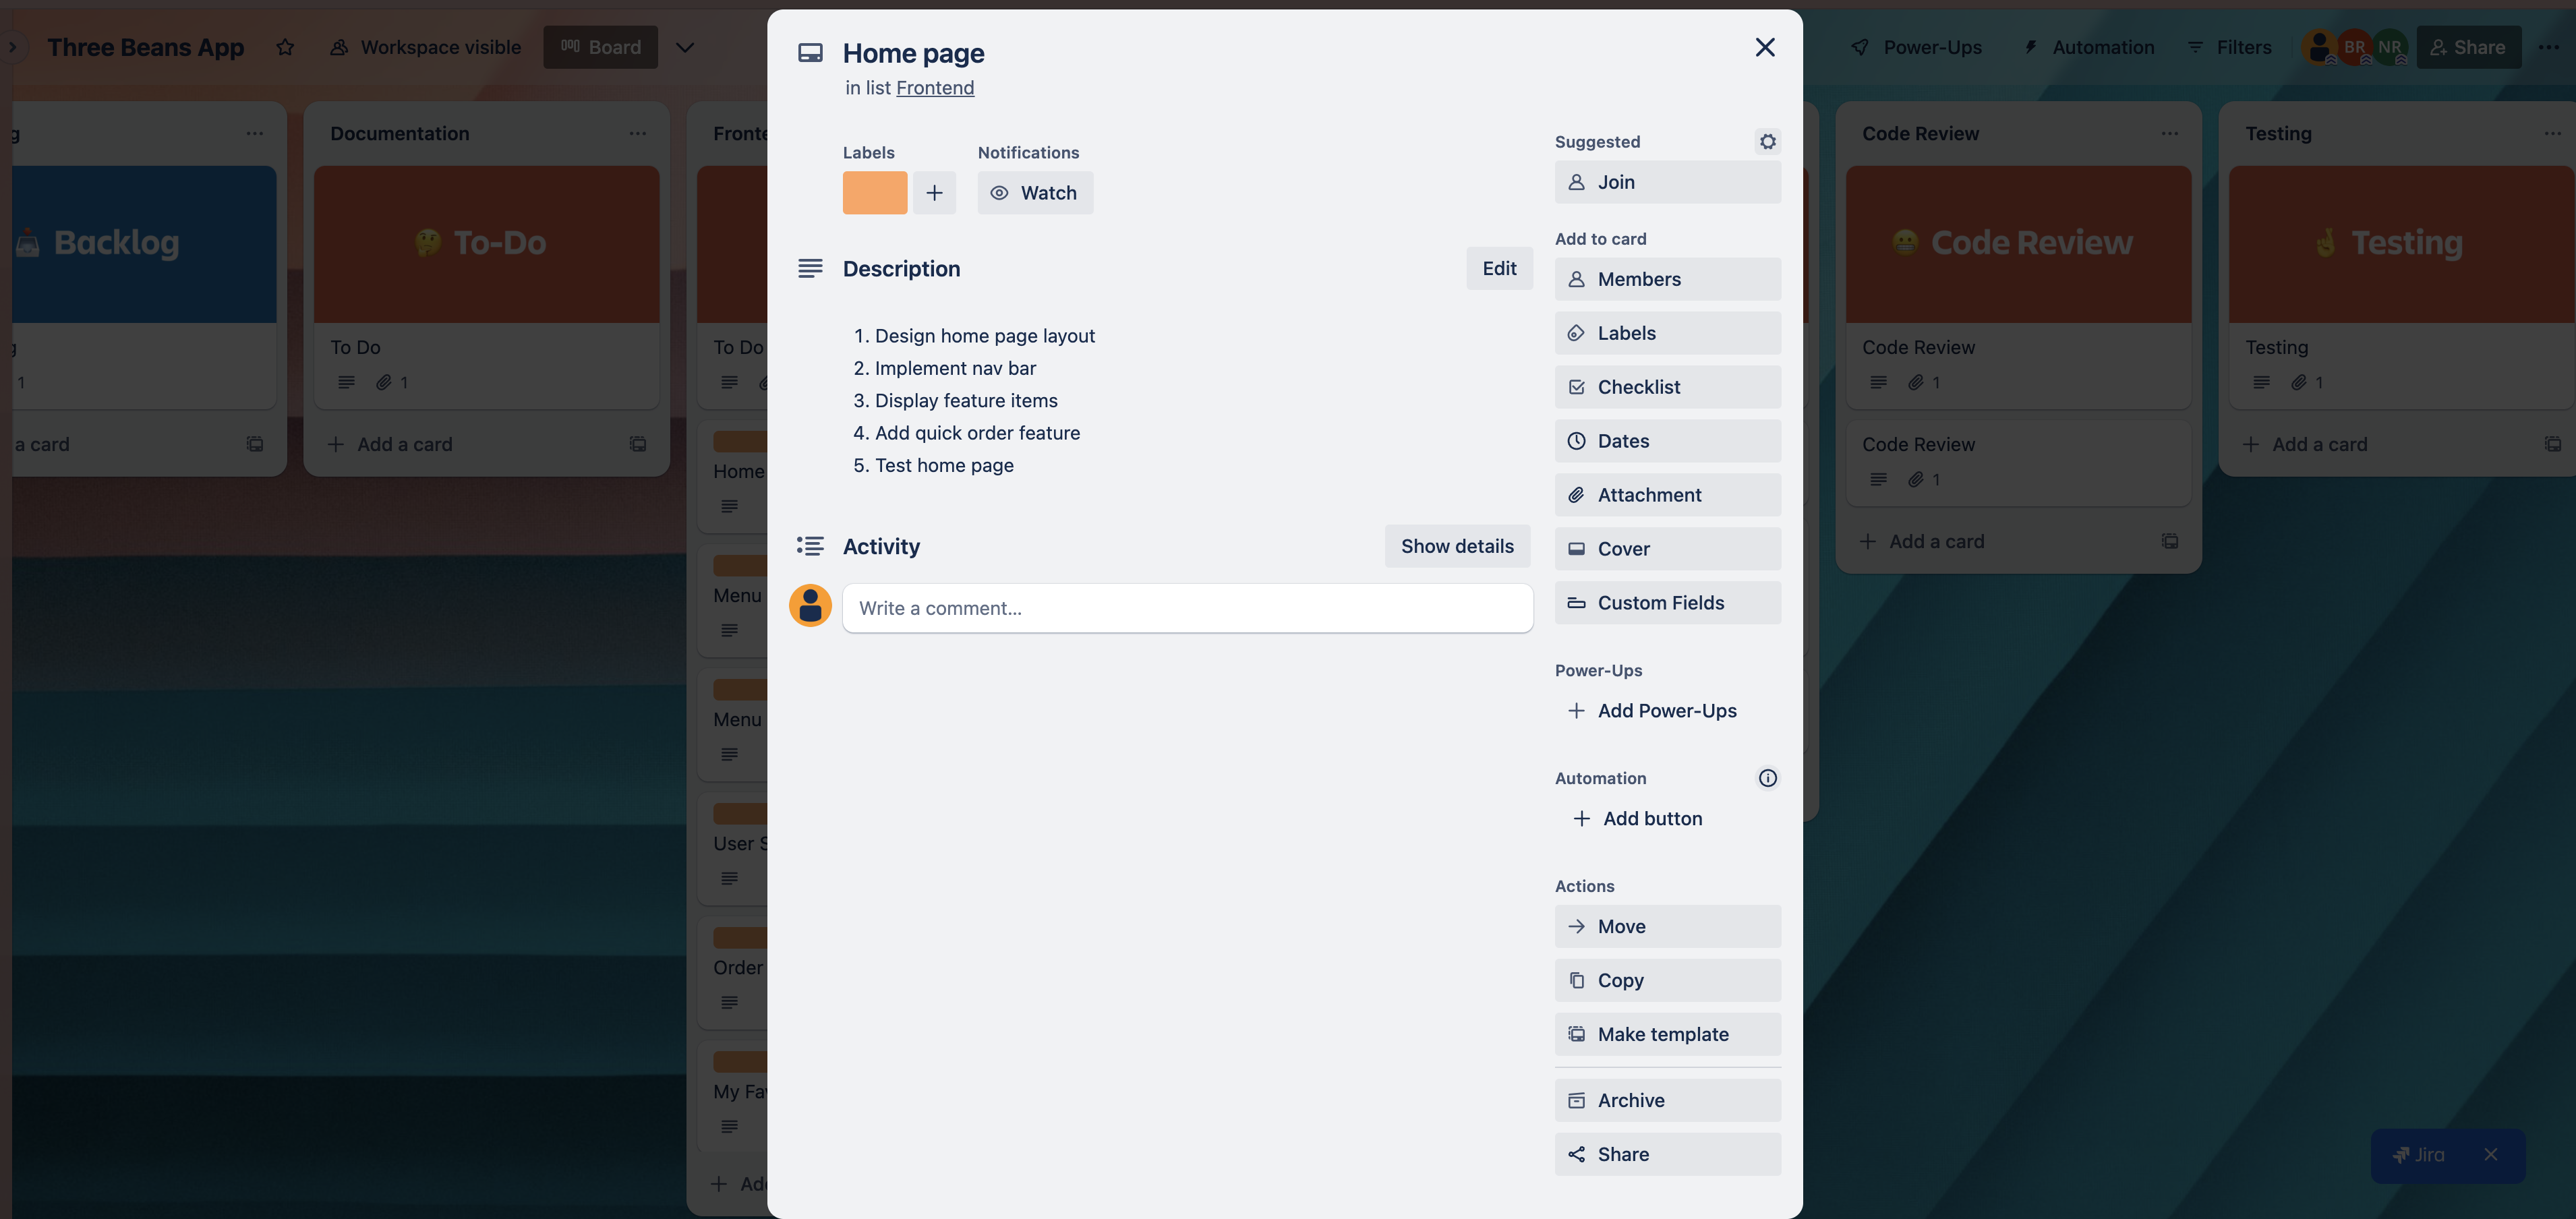 Three Beans App
Workspace visible
Board
Power-Ups
Automation
Filters
BR
NR
Share
Backlog
1
a card
Documentation
To-Do
To Do
1
Add a card
To Do
Home
Menu
Menu
User
Order
My
Home page
in list Frontend
Labels
Notifications
Watch
Description
Edit
1. Design home page layout
2. Implement nav bar
3. Display feature items
4. Add quick order feature
5. Test home page
Activity
Show details
Write a comment...
Suggested
Join
Add to card
Members
Labels
Checklist
Dates
Attachment
Cover
Custom Fields
Power-Ups
Add Power-Ups
Automation
Add button
Actions
Move
Copy
Make template
Archive
Share
Code Review
Code Review
Code Review
1
Code Review
1
Add a card
Testing
Testing
Testing
1
Add a card
Jira